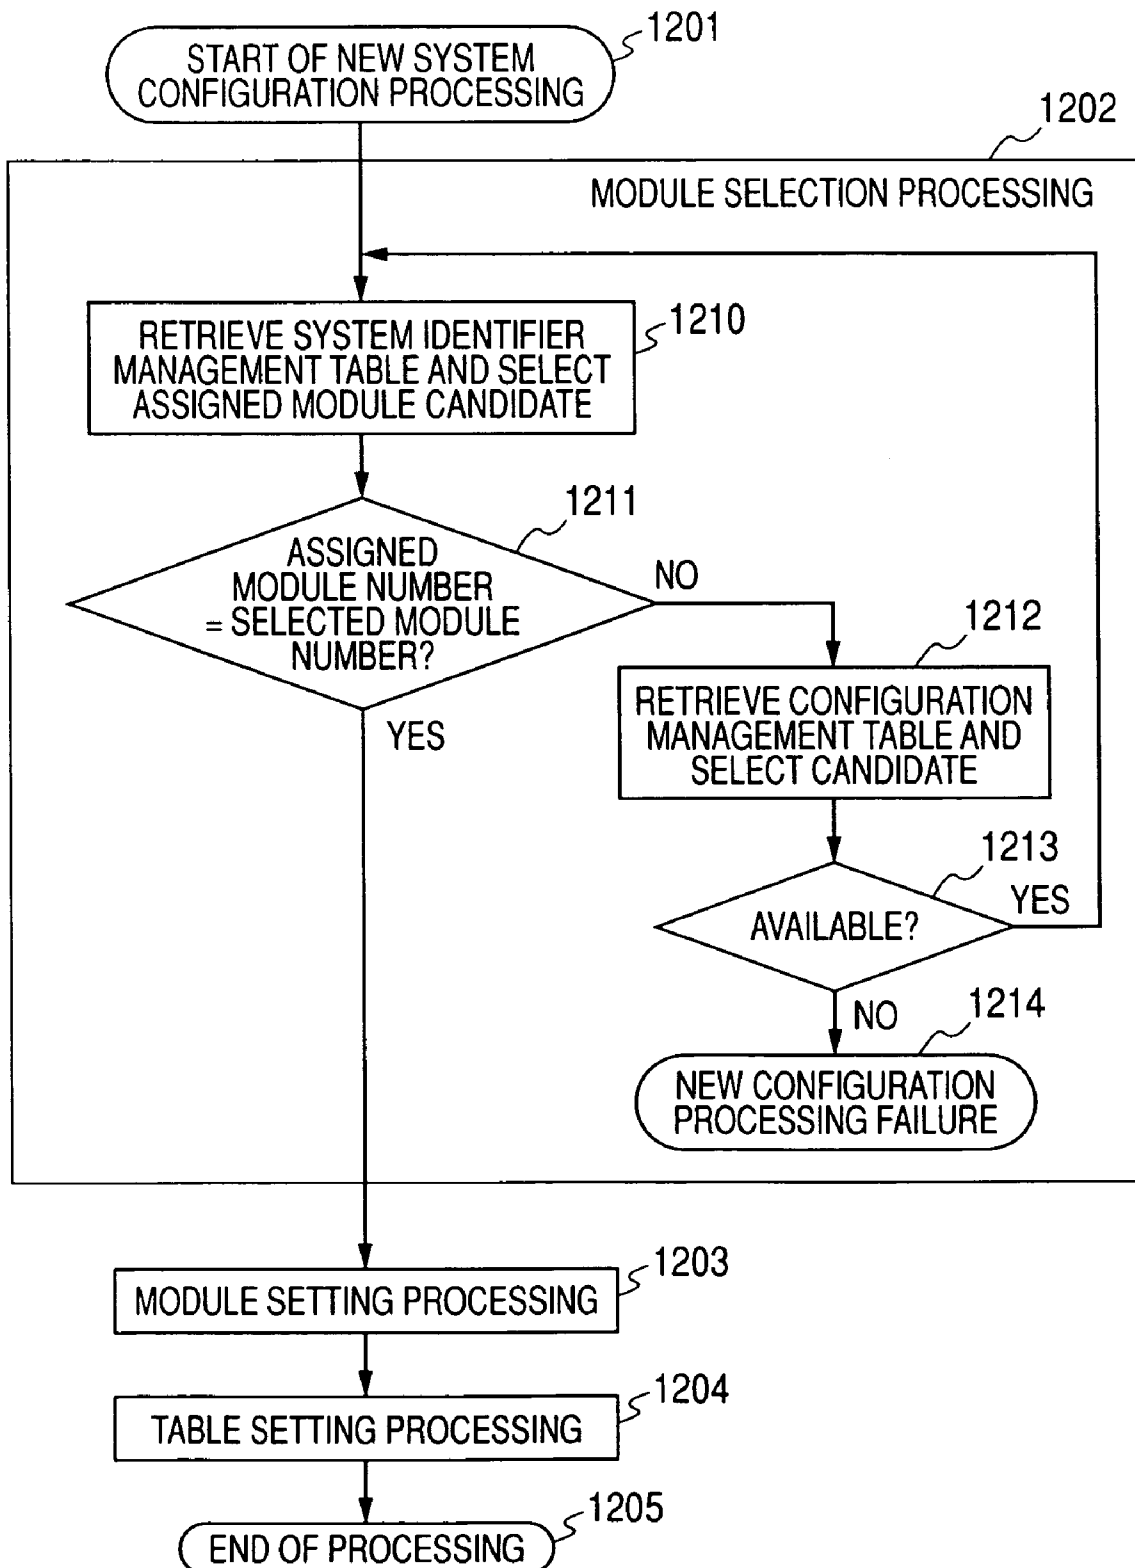 1201
START OF NEW SYSTEM
CONFIGURATION PROCESSING
1202
MODULE SELECTION PROCESSING
1210
RETRIEVE SYSTEM IDENTIFIER
MANAGEMENT TABLE AND SELECT
ASSIGNED MODULE CANDIDATE
1211
ASSIGNED
MODULE NUMBER
= SELECTED MODULE
NUMBER?
NO
YES
1212
RETRIEVE CONFIGURATION
MANAGEMENT TABLE AND
SELECT CANDIDATE
1213
AVAILABLE?
YES
NO
1214
NEW CONFIGURATION
PROCESSING FAILURE
1203
MODULE SETTING PROCESSING
1204
TABLE SETTING PROCESSING
1205
END OF PROCESSING